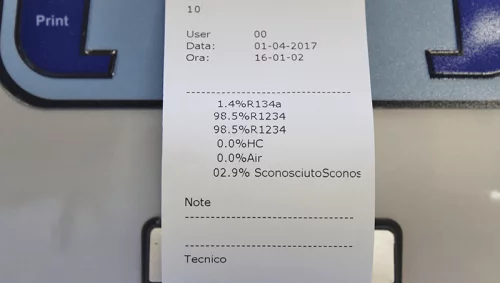 Print
10
User 00
Data: 01-04-2017
Ora: 16-01-02
1.4%R134a
98.5%R1234
98.5%R1234
0.0%HC
0.0%Air
02.9% SconosciutoSconos
Note
Tecnico